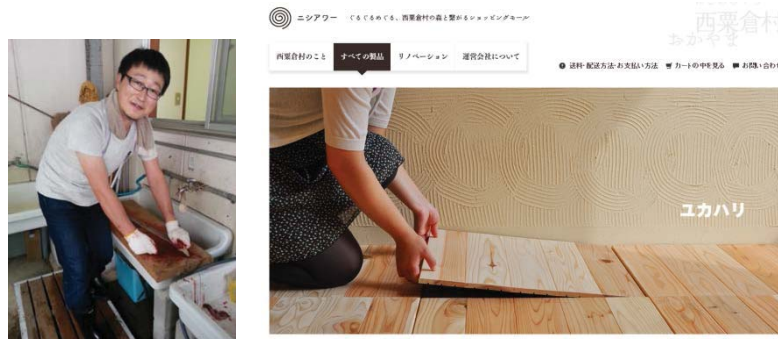 ニシアワー
ぐるぐるめぐる、西粟倉村の森と繋がるショッピングモール
西粟倉村
おかやま
西粟倉村のこと
すべての製品
リノベーション
運営会社について
送料・配送方法・お支払い方法
カートの中を見る
お問い合わ
ユカハリ